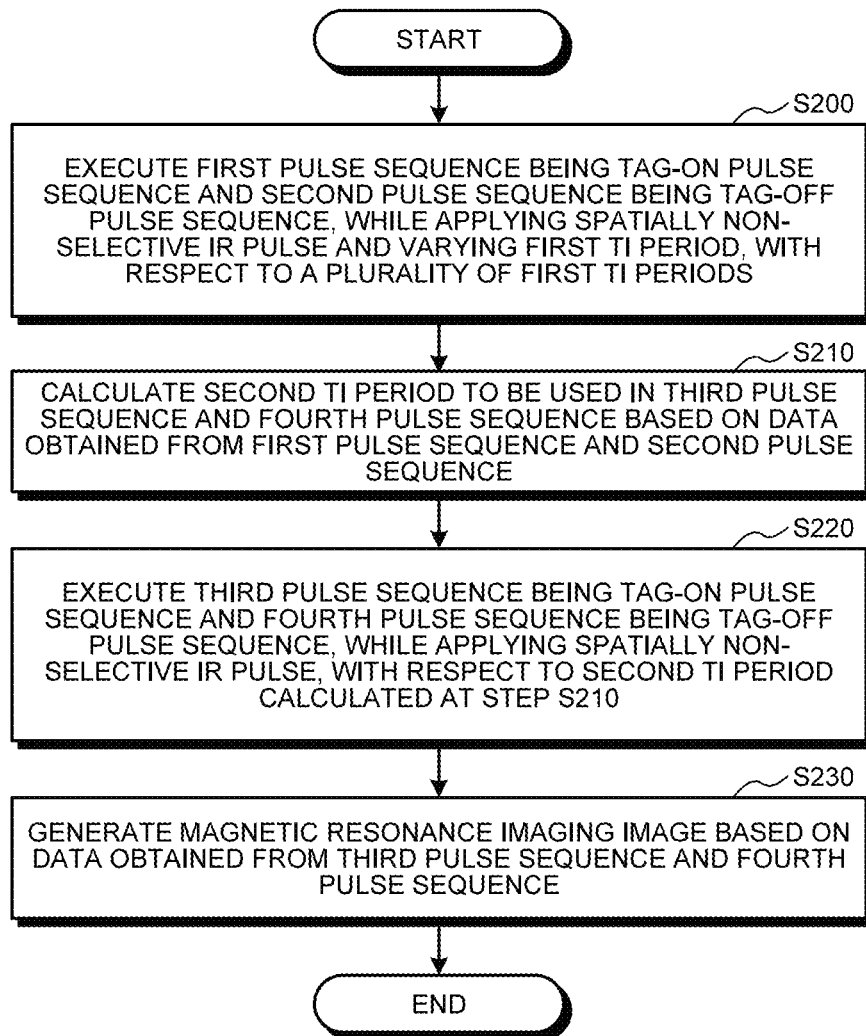 START
S200
EXECUTE FIRST PULSE SEQUENCE BEING TAG-ON PULSE
SEQUENCE AND SECOND PULSE SEQUENCE BEING TAG-OFF
PULSE SEQUENCE, WHILE APPLYING SPATIALLY NON-
SELECTIVE IR PULSE AND VARYING FIRST TI PERIOD, WITH
RESPECT TO A PLURALITY OF FIRST TI PERIODS
S210
CALCULATE SECOND TI PERIOD TO BE USED IN THIRD PULSE
SEQUENCE AND FOURTH PULSE SEQUENCE BASED ON DATA
OBTAINED FROM FIRST PULSE SEQUENCE AND SECOND PULSE
SEQUENCE
S220
EXECUTE THIRD PULSE SEQUENCE BEING TAG-ON PULSE
SEQUENCE AND FOURTH PULSE SEQUENCE BEING TAG-OFF
PULSE SEQUENCE, WHILE APPLYING SPATIALLY NON-
SELECTIVE IR PULSE, WITH RESPECT TO SECOND TI PERIOD
CALCULATED AT STEP S210
S230
GENERATE MAGNETIC RESONANCE IMAGING IMAGE BASED ON
DATA OBTAINED FROM THIRD PULSE SEQUENCE AND FOURTH
PULSE SEQUENCE
END